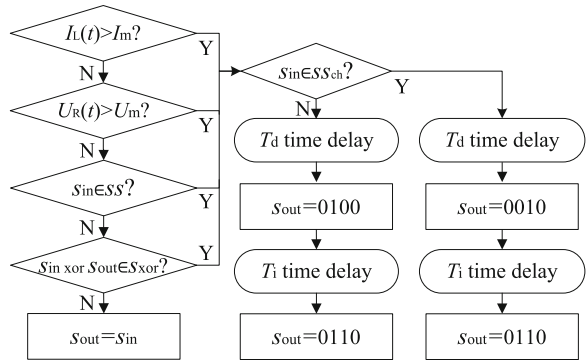 IL(t)>Im?
Y
N
UR(t)>Um?
Y
N
sin∈ss?
Y
N
sin xor sout∈sxor?
Y
N
sout=sin
sin∈ssch?
Y
N
Td time delay
sout=0100
Ti time delay
sout=0110
Td time delay
sout=0010
Ti time delay
sout=0110